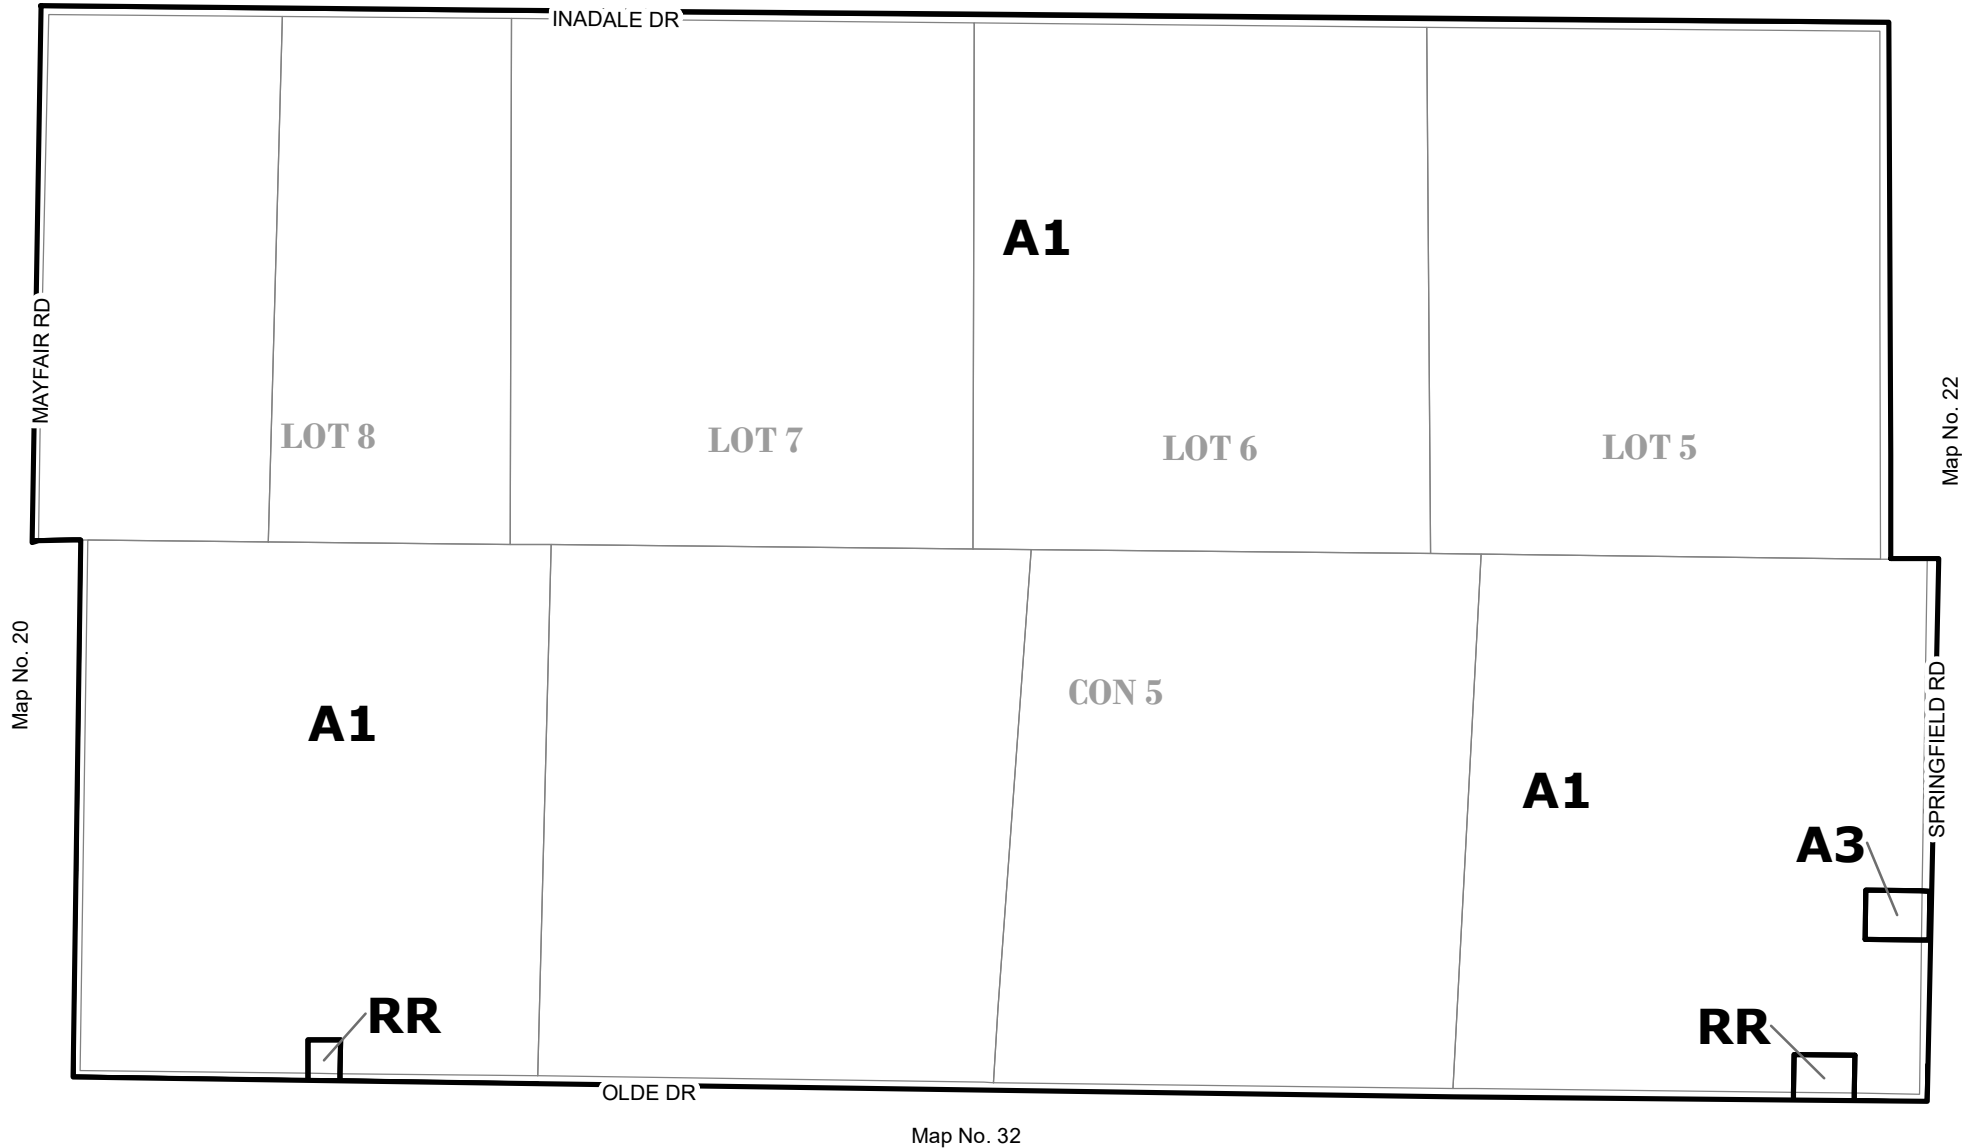 INADALE DR
A1
MAYFAIR RD
Map No. 22
LOT 8
LOT 7
LOT 6
LOT 5
Map No. 20
CON 5
A1
SPRINGFIELD RD
A1
A3
RR
RR
OLDE DR
Map No. 32